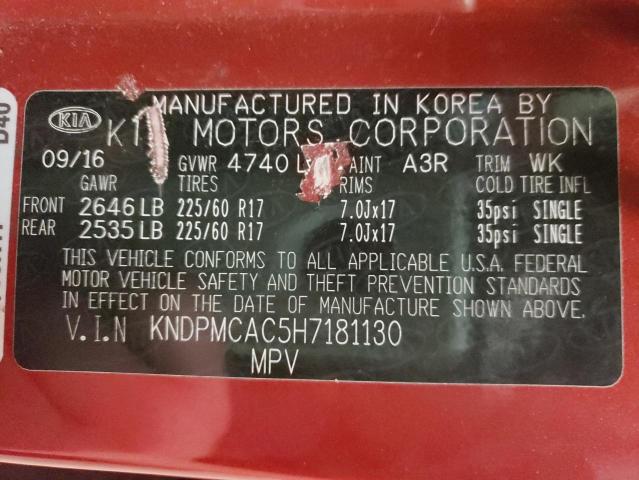 MANUFACTURED IN KOREA BY
KIA MOTORS CORPORATION
09/16 GVWR 4740 PAINT A3R TRIM WK
GAWR TIRES RIMS COLD TIRE INFL
FRONT 2646 LB 225/60 R17 7.0Jx17 35psi SINGLE
REAR 2535 LB 225/60 R17 7.0Jx17 35psi SINGLE
THIS VEHICLE CONFORMS TO ALL APPLICABLE U.S.A. FEDERAL
MOTOR VEHICLE SAFETY AND THEFT PREVENTION STANDARDS
IN EFFECT ON THE DATE OF MANUFACTURE SHOWN ABOVE.
V.I.N KNDPMCAC5H7181130
MPV
D40